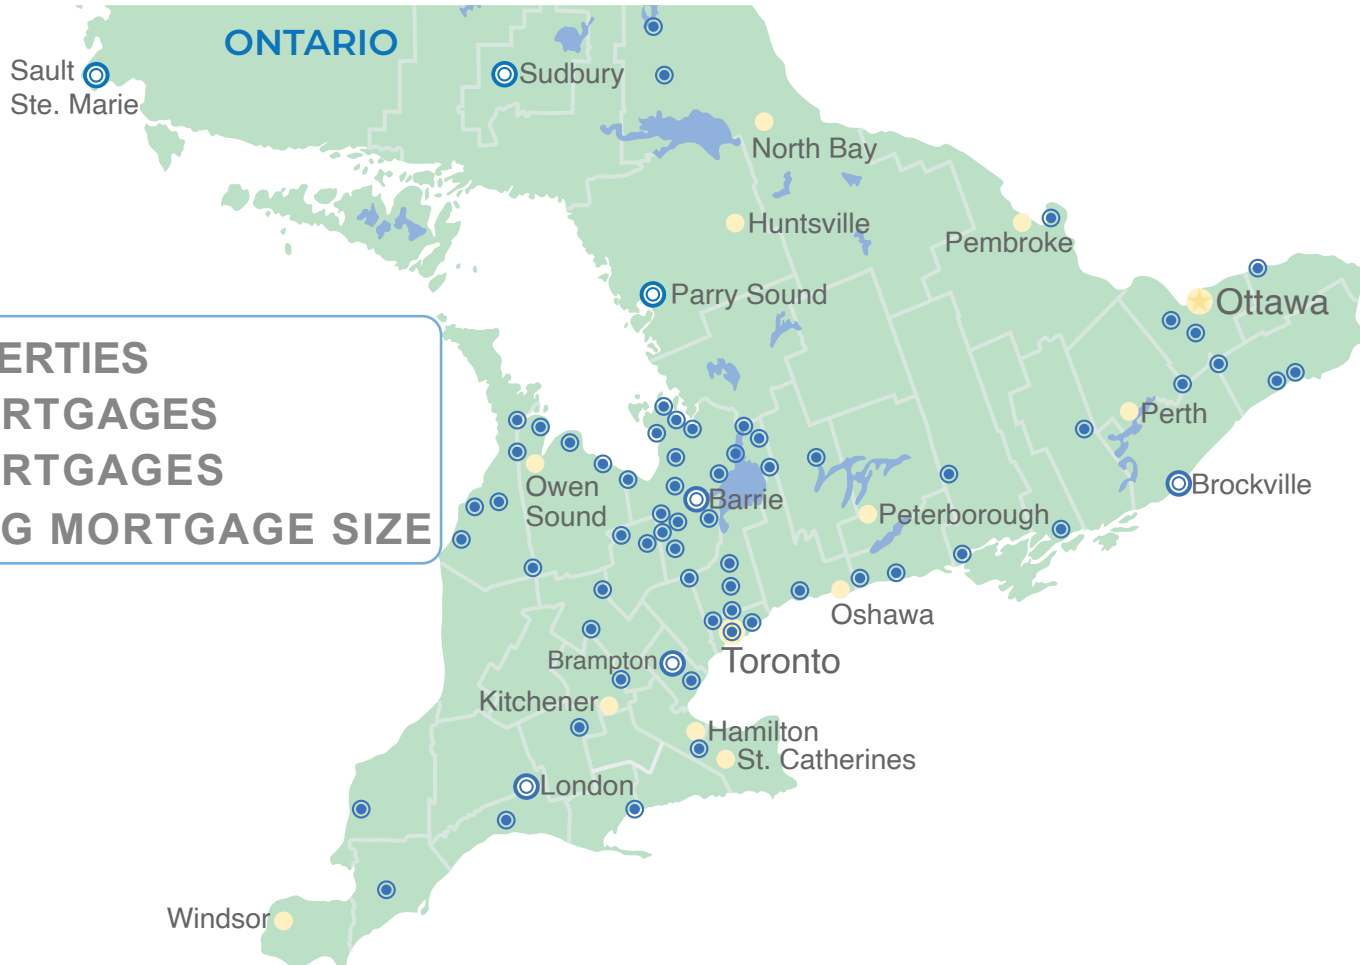 ONTARIO
Sault
Ste. Marie
Sudbury
North Bay
Huntsville
Pembroke
Parry Sound
Ottawa
ERTIES
RTGAGES
RTGAGES
G MORTGAGE SIZE
Perth
Owen
Sound
Barrie
Brockville
Peterborough
Oshawa
Toronto
Brampton
Kitchener
Hamilton
St. Catherines
London
Windsor